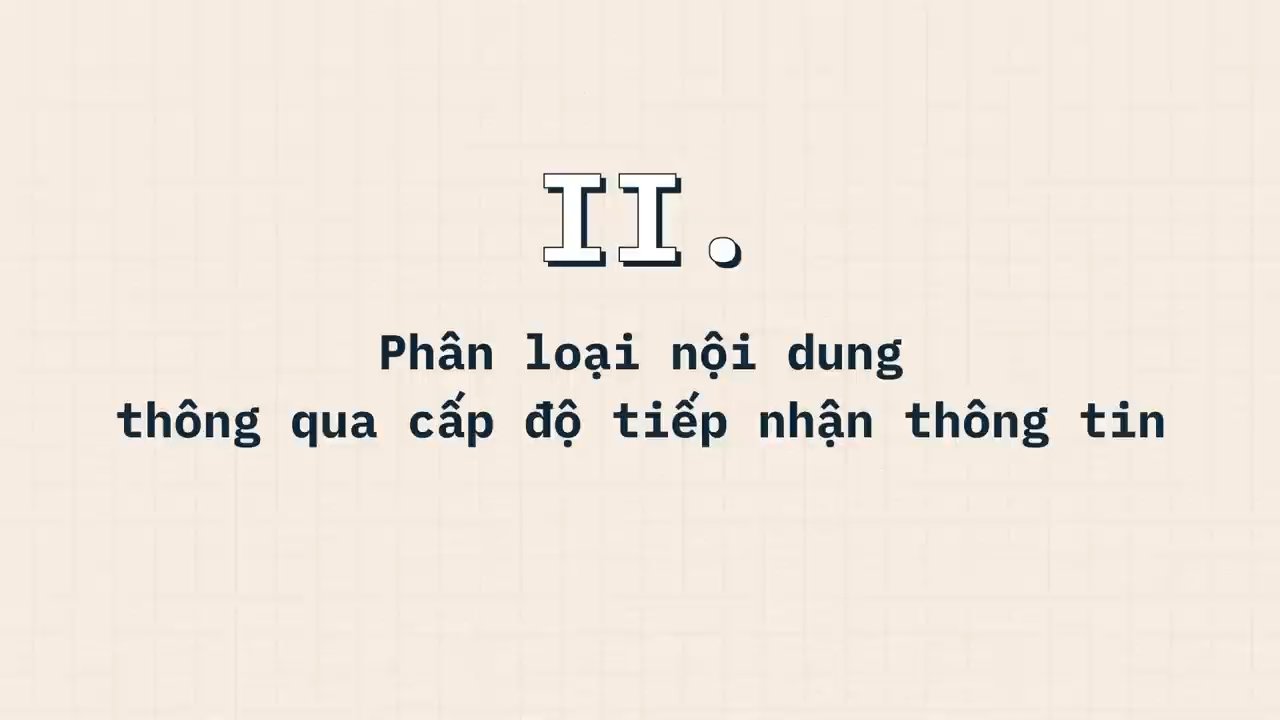 II.
Phân loại nội dung
thông qua cấp độ tiếp nhận thông tin